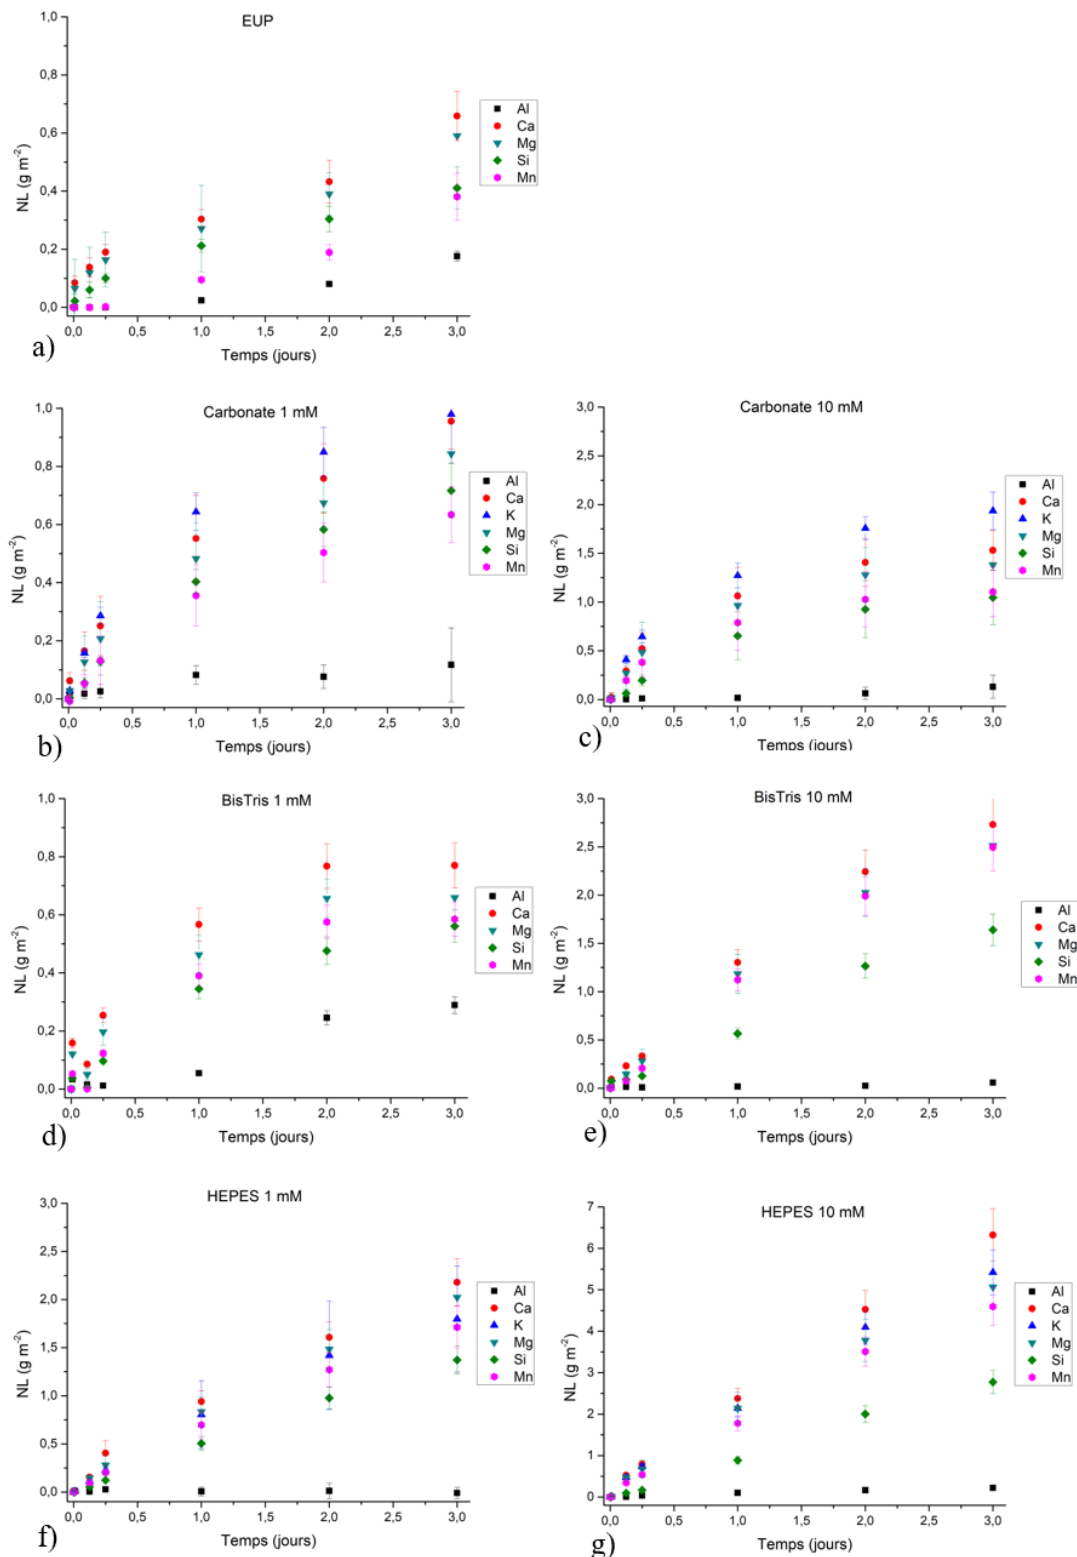 EUP
1,0
0,8
0,6
0,4
0,2
0,0
NL (g m⁻²)
0,0 0,5 1,0 1,5 2,0 2,5 3,0
Temps (jours)
Al
Ca
Mg
Si
Mn
a)
Carbonate 1 mM
1,0
0,8
0,6
0,4
0,2
0,0
NL (g m⁻²)
0,0 0,5 1,0 1,5 2,0 2,5 3,0
Temps (jours)
Al
Ca
K
Mg
Si
Mn
b)
Carbonate 10 mM
3,0
2,5
2,0
1,5
1,0
0,5
0,0
NL (g m⁻²)
0,0 0,5 1,0 1,5 2,0 2,5 3,0
Temps (jours)
Al
Ca
K
Mg
Si
Mn
c)
BisTris 1 mM
1,0
0,8
0,6
0,4
0,2
0,0
NL (g m⁻²)
0,0 0,5 1,0 1,5 2,0 2,5 3,0
Temps (jours)
Al
Ca
Mg
Si
Mn
d)
BisTris 10 mM
3,0
2,5
2,0
1,5
1,0
0,5
0,0
NL (g m⁻²)
0,0 0,5 1,0 1,5 2,0 2,5 3,0
Temps (jours)
Al
Ca
Mg
Si
Mn
e)
HEPES 1 mM
3,0
2,5
2,0
1,5
1,0
0,5
0,0
NL (g m⁻²)
0,0 0,5 1,0 1,5 2,0 2,5 3,0
Temps (jours)
Al
Ca
K
Mg
Si
Mn
f)
HEPES 10 mM
7
6
5
4
3
2
1
0
NL (g m⁻²)
0,0 0,5 1,0 1,5 2,0 2,5 3,0
Temps (jours)
Al
Ca
K
Mg
Si
Mn
g)